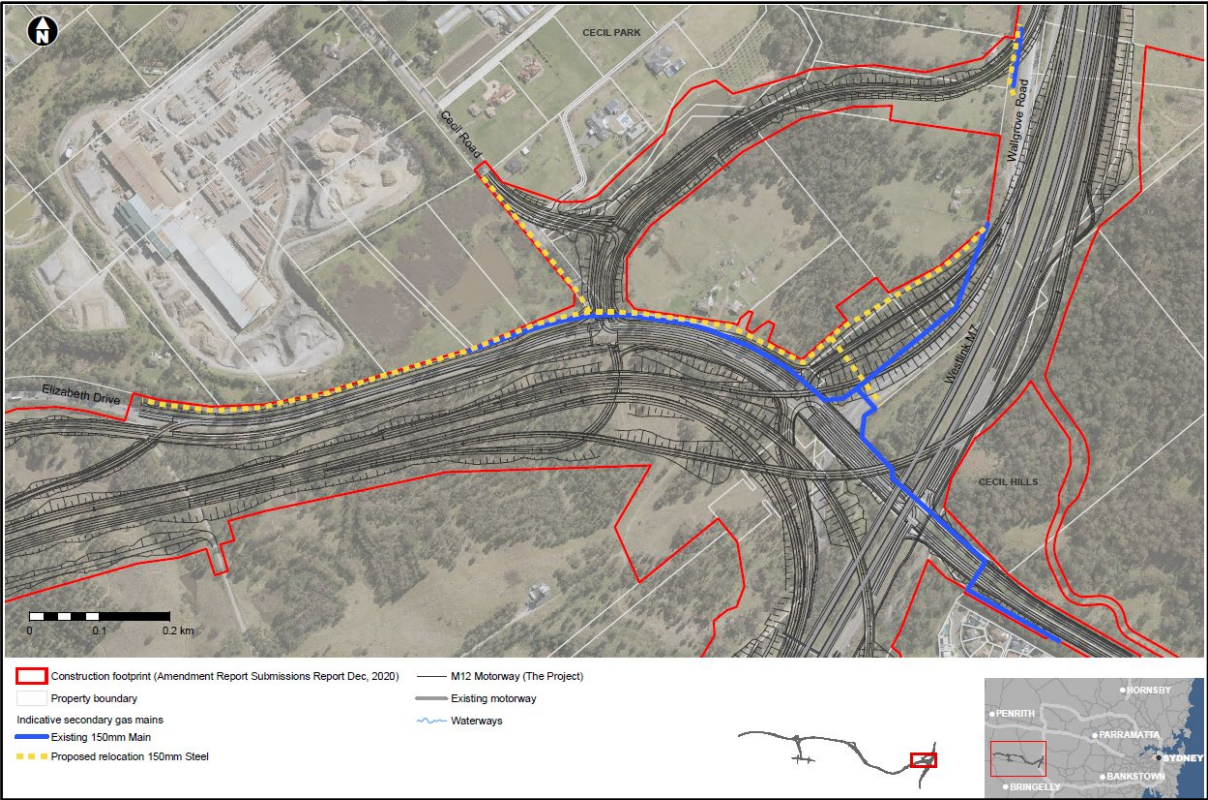 N
CECIL PARK
Cecil Road
Wallgrove Road
Westlink M7
Elizabeth Drive
CECIL HILLS
0 0.1 0.2 km
Construction footprint (Amendment Report Submissions Report Dec, 2020)
Property boundary
Indicative secondary gas mains
Existing 150mm Main
Proposed relocation 150mm Steel
M12 Motorway (The Project)
Existing motorway
Waterways
HORNSBY
PENRITH
PARRAMATTA
SYDNEY
BANKSTOWN
BRINGELLY